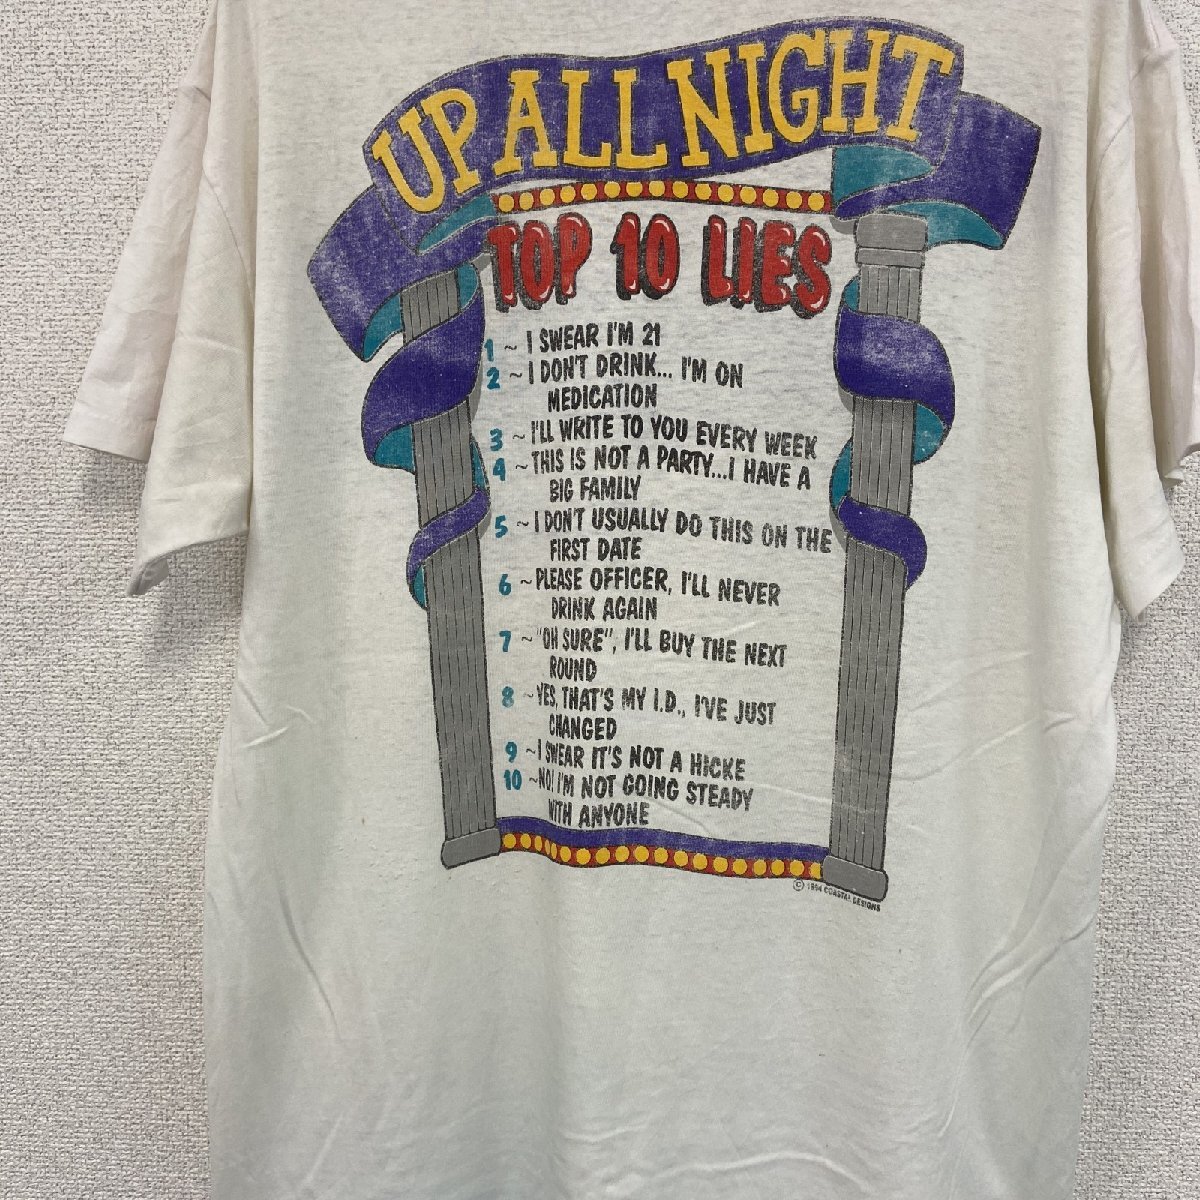 UP ALL NIGHT
TOP 10 LIES
1 ~ I SWEAR I'M 21
2 ~ I DON'T DRINK... I'M ON
MEDICATION
3 ~ I'LL WRITE TO YOU EVERY WEEK
4 ~ THIS IS NOT A PARTY...I HAVE A
BIG FAMILY
5 ~ I DON'T USUALLY DO THIS ON THE
FIRST DATE
6 ~ PLEASE OFFICER, I'LL NEVER
DRINK AGAIN
7 ~ "OH SURE", I'LL BUY THE NEXT
ROUND
8 ~ YES, THAT'S MY I.D., I'VE JUST
CHANGED
9 ~ I SWEAR IT'S NOT A HICKE
10 ~ NO! I'M NOT GOING STEADY
WITH ANYONE
© 1994 COASTAL DESIGNS